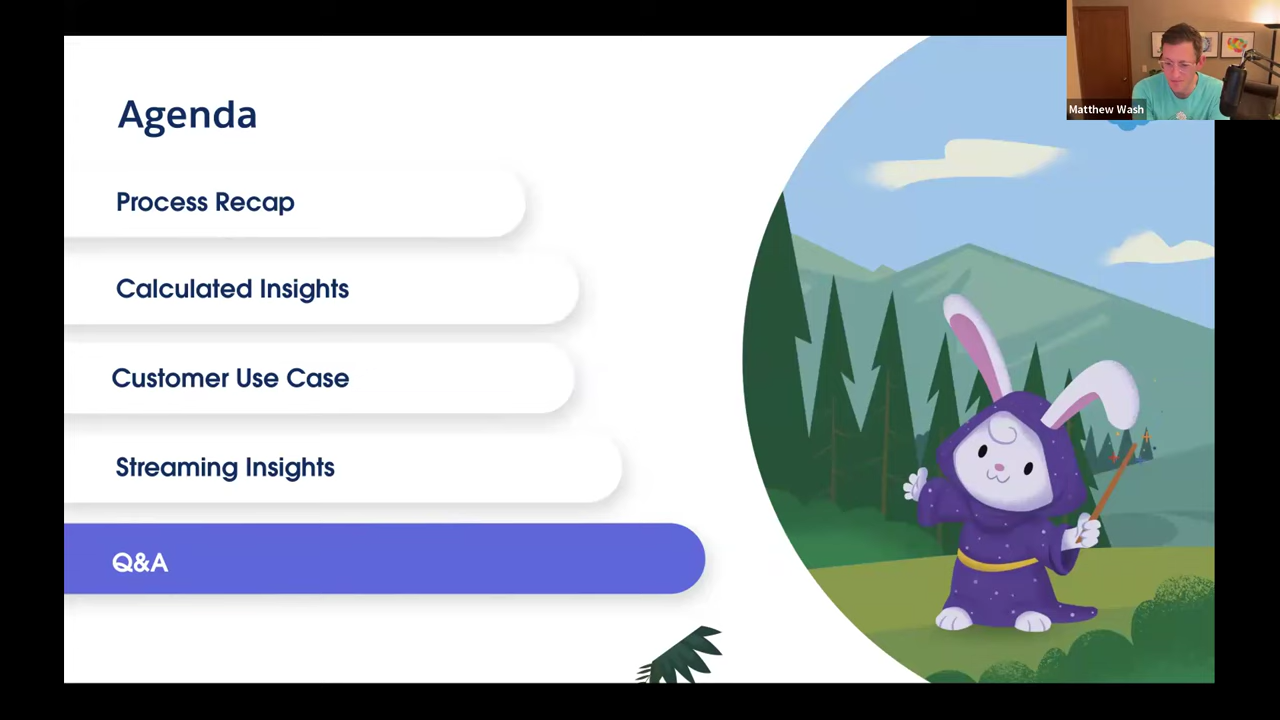 Matthew Wash
Agenda
Process Recap
Calculated Insights
Customer Use Case
Streaming Insights
Q&A